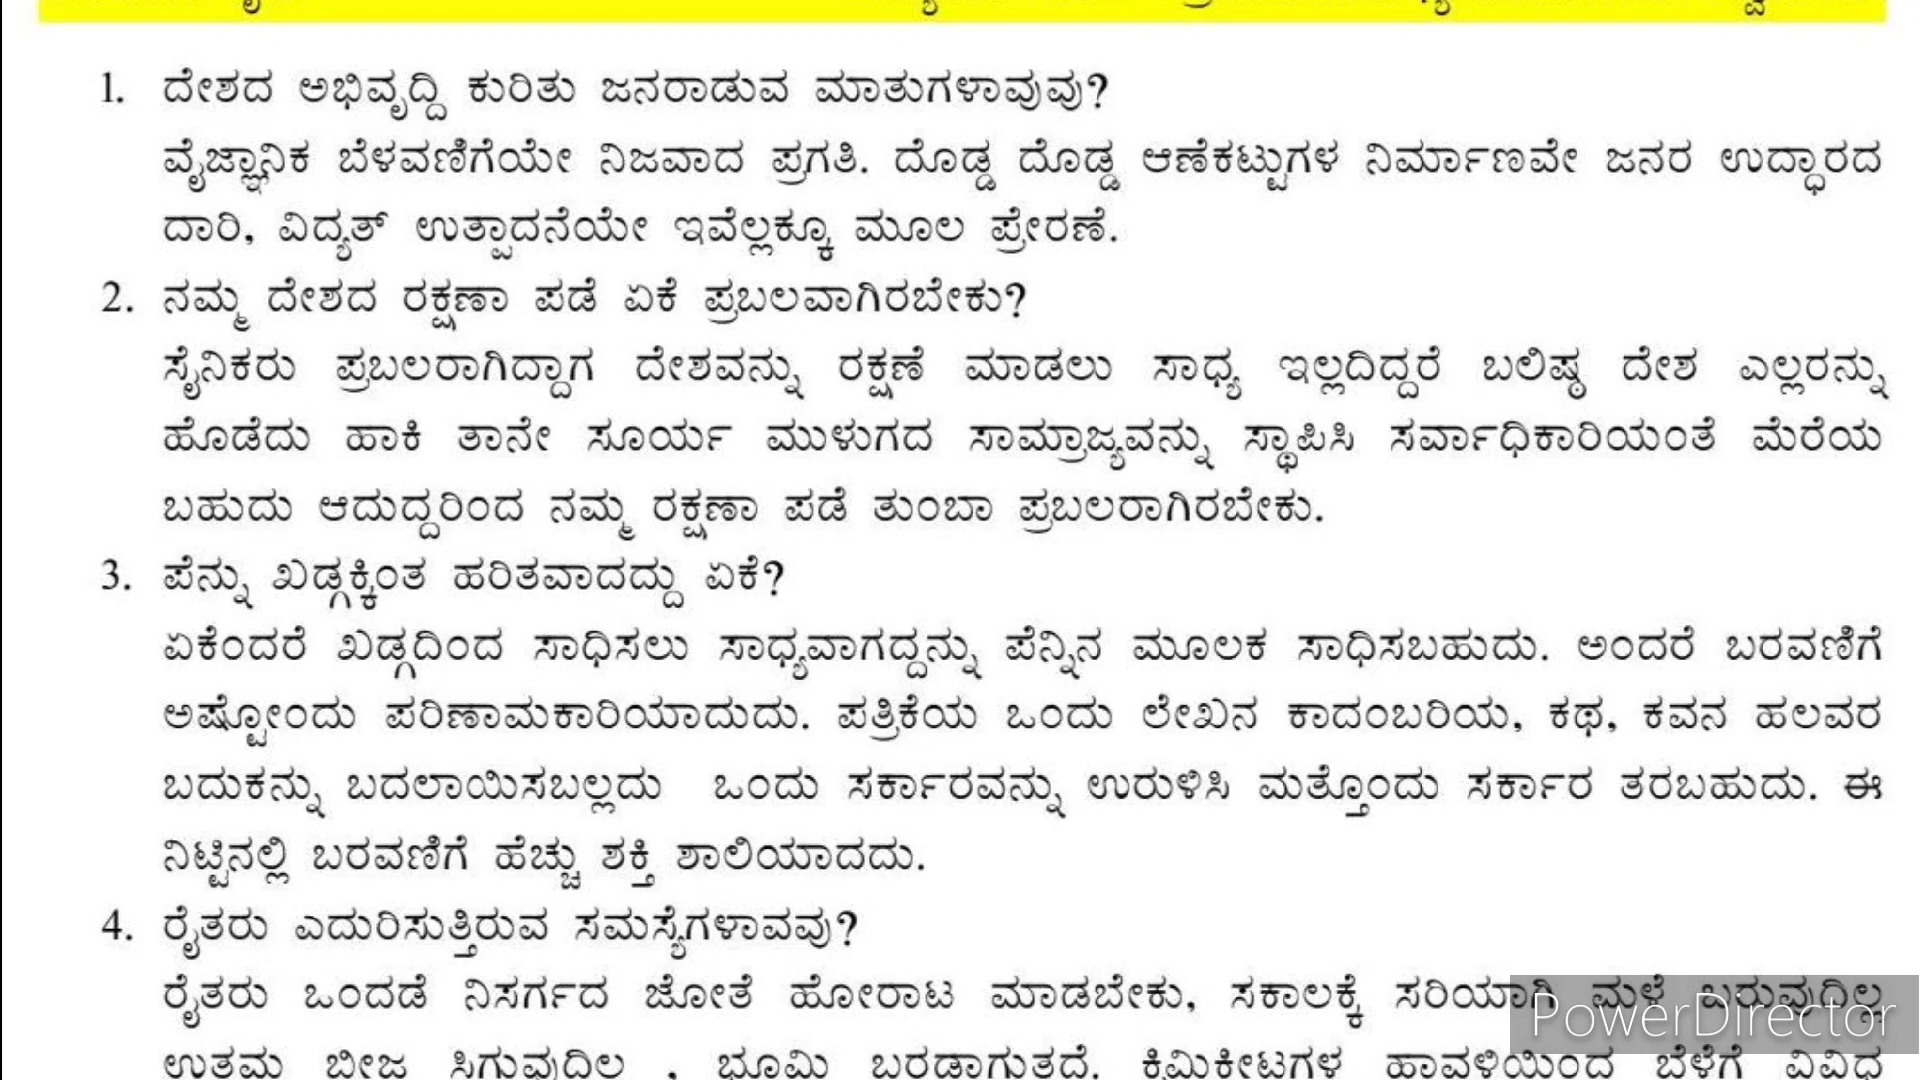 1. ದೇಶದ ಅಭಿವೃದ್ದಿ ಕುರಿತು ಜನರಾಡುವ ಮಾತುಗಳಾವುವು?
ವೈಜ್ಞಾನಿಕ ಬೆಳವಣಿಗೆಯೇ ನಿಜವಾದ ಪ್ರಗತಿ. ದೊಡ್ಡ ದೊಡ್ಡ ಆಣೆಕಟ್ಟುಗಳ ನಿರ್ಮಾಣವೇ ಜನರ ಉದ್ಧಾರದ
ದಾರಿ, ವಿದ್ಯತ್ ಉತ್ಪಾದನೆಯೇ ಇವೆಲ್ಲಕ್ಕೂ ಮೂಲ ಪ್ರೇರಣೆ.
2. ನಮ್ಮ ದೇಶದ ರಕ್ಷಣಾ ಪಡೆ ಏಕೆ ಪ್ರಬಲವಾಗಿರಬೇಕು?
ಸೈನಿಕರು ಪ್ರಬಲರಾಗಿದ್ದಾಗ ದೇಶವನ್ನು ರಕ್ಷಣೆ ಮಾಡಲು ಸಾಧ್ಯ ಇಲ್ಲದಿದ್ದರೆ ಬಲಿಷ್ಠ ದೇಶ ಎಲ್ಲರನ್ನು
ಹೊಡೆದು ಹಾಕಿ ತಾನೇ ಸೂರ್ಯ ಮುಳುಗದ ಸಾಮ್ರಾಜ್ಯವನ್ನು ಸ್ಥಾಪಿಸಿ ಸರ್ವಾಧಿಕಾರಿಯಂತೆ ಮೆರೆಯ
ಬಹುದು ಆದುದ್ದರಿಂದ ನಮ್ಮ ರಕ್ಷಣಾ ಪಡೆ ತುಂಬಾ ಪ್ರಬಲರಾಗಿರಬೇಕು.
3. ಪೆನ್ನು ಖಡ್ಗಕ್ಕಿಂತ ಹರಿತವಾದದ್ದು ಏಕೆ?
ಏಕೆಂದರೆ ಖಡ್ಗದಿಂದ ಸಾಧಿಸಲು ಸಾಧ್ಯವಾಗದ್ದನ್ನು ಪೆನ್ನಿನ ಮೂಲಕ ಸಾಧಿಸಬಹುದು. ಅಂದರೆ ಬರವಣಿಗೆ
ಅಷ್ಟೋಂದು ಪರಿಣಾಮಕಾರಿಯಾದುದು. ಪತ್ರಿಕೆಯ ಒಂದು ಲೇಖನ ಕಾದಂಬರಿಯ, ಕಥ, ಕವನ ಹಲವರ
ಬದುಕನ್ನು ಬದಲಾಯಿಸಬಲ್ಲದು ಒಂದು ಸರ್ಕಾರವನ್ನು ಉರುಳಿಸಿ ಮತ್ತೊಂದು ಸರ್ಕಾರ ತರಬಹುದು. ಈ
ನಿಟ್ಟಿನಲ್ಲಿ ಬರವಣಿಗೆ ಹೆಚ್ಚು ಶಕ್ತಿ ಶಾಲಿಯಾದದು.
4. ರೈತರು ಎದುರಿಸುತ್ತಿರುವ ಸಮಸ್ಯೆಗಳಾವವು?
ರೈತರು ಒಂದಡೆ ನಿಸರ್ಗದ ಜೋತೆ ಹೋರಾಟ ಮಾಡಬೇಕು, ಸಕಾಲಕ್ಕೆ ಸರಿಯಾಗಿ ಮಳೆ ಬರುವುದಿಲ್ಲ
ಉತ್ತಮ ಬೀಜ ಸಿಗುವುದಿಲ್ಲ , ಭೂಮಿ ಬರಡಾಗುತ್ತದೆ. ಕ್ರಿಮಿಕೀಟಗಳ ಹಾವಳಿಯಿಂದ ಬೆಳೆಗೆ ವಿವಿಧ
PowerDirector